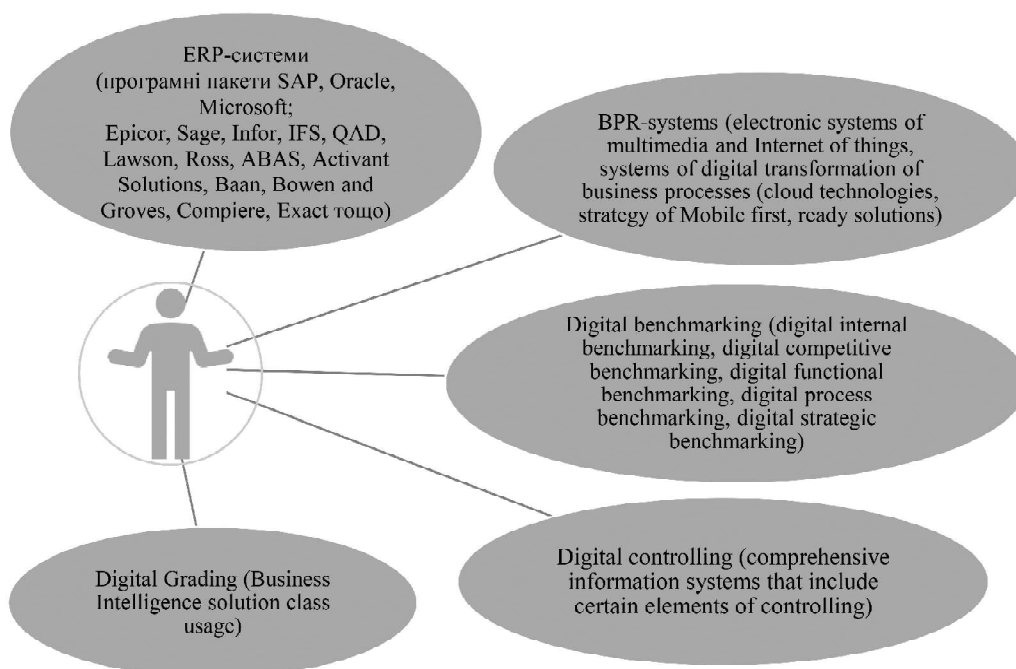 ERP-системи
(програмні пакети SAP, Oracle,
Microsoft;
Epicor, Sage, Infor, IFS, QAD,
Lawson, Ross, ABAS, Activant
Solutions, Baan, Bowen and
Groves, Compiere, Exact тощо)
BPR-systems (electronic systems of
multimedia and Internet of things,
systems of digital transformation of
business processes (cloud technologies,
strategy of Mobile first, ready solutions)
Digital benchmarking (digital internal
benchmarking, digital competitive
benchmarking, digital functional
benchmarking, digital process
benchmarking, digital strategic
benchmarking)
Digital controlling (comprehensive
information systems that include
certain elements of controlling)
Digital Grading (Business
Intelligence solution class
usage)